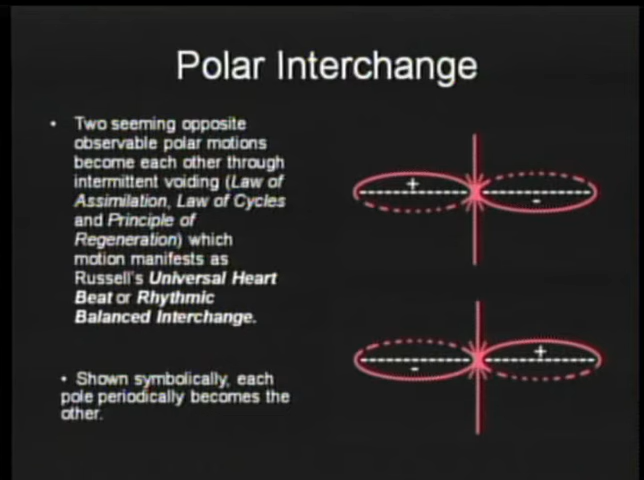 Polar Interchange
• Two seeming opposite
observable polar motions
become each other through
intermittent voiding (Law of
Assimilation, Law of Cycles
and Principle of
Regeneration) which
motion manifests as
Russell's Universal Heart
Beat or Rhythmic
Balanced Interchange.
• Shown symbolically, each
pole periodically becomes the
other.
+
-
-
+